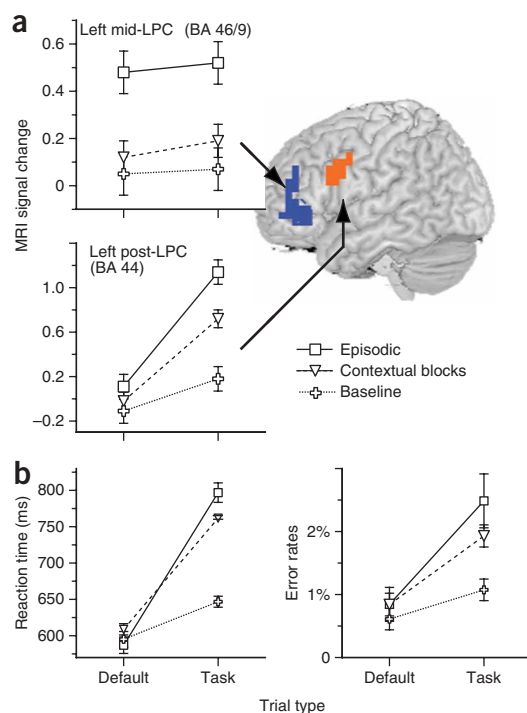 a
Left mid-LPC (BA 46/9)
0.6
0.4
0.2
0
MRI signal change
Left post-LPC
(BA 44)
1.0
0.6
0.2
−0.2
Episodic
Contextual blocks
Baseline
b
800
750
700
650
600
Reaction time (ms)
Default
Task
2%
1%
0
Error rates
Default
Task
Trial type